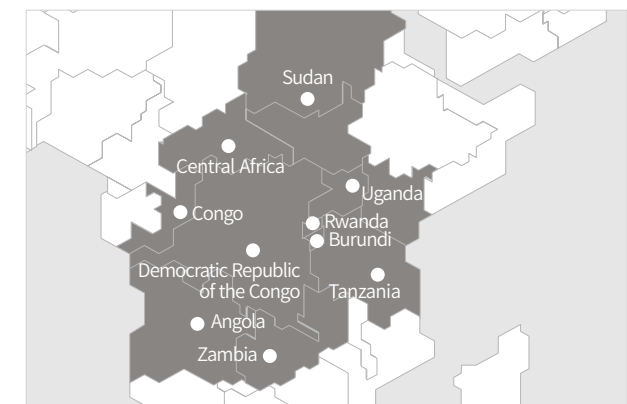 Sudan
Central Africa
Uganda
Congo
Rwanda
Burundi
Democratic Republic
of the Congo
Tanzania
Angola
Zambia